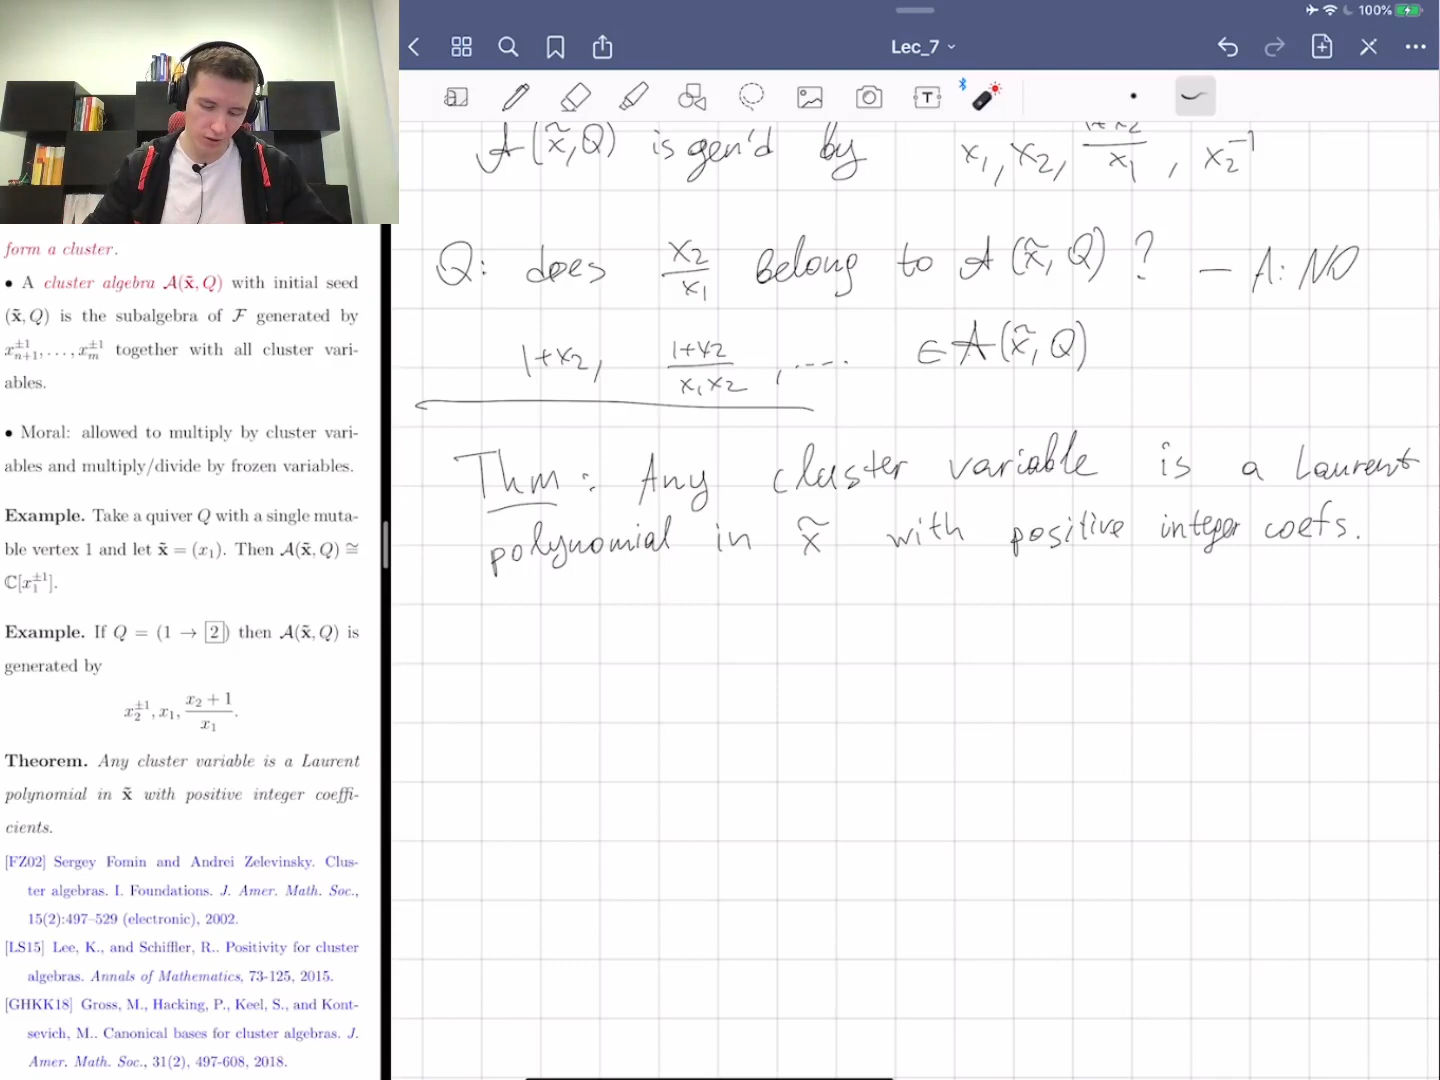 100%
Lec_7
form a cluster.
• A cluster algebra 𝒜(x̃, Q) with initial seed
(x̃, Q) is the subalgebra of ℱ generated by
x_{n+1}^{±1}, . . . , x_m^{±1} together with all cluster vari-
ables.
• Moral: allowed to multiply by cluster vari-
ables and multiply/divide by frozen variables.
Example. Take a quiver Q with a single muta-
ble vertex 1 and let x̃ = (x₁). Then 𝒜(x̃, Q) ≅
ℂ[x₁^{±1}].
Example. If Q = (1 → [2]) then 𝒜(x̃, Q) is
generated by
x₂^{±1}, x₁, (x₂ + 1)/x₁.
Theorem. Any cluster variable is a Laurent
polynomial in x̃ with positive integer coeffi-
cients.
[FZ02] Sergey Fomin and Andrei Zelevinsky. Clus-
ter algebras. I. Foundations. J. Amer. Math. Soc.,
15(2):497–529 (electronic), 2002.
[LS15] Lee, K., and Schiffler, R.. Positivity for cluster
algebras. Annals of Mathematics, 73-125, 2015.
[GHKK18] Gross, M., Hacking, P., Keel, S., and Kont-
sevich, M.. Canonical bases for cluster algebras. J.
Amer. Math. Soc., 31(2), 497-608, 2018.
𝒜(x̃, Q) is gen'd by x₁, x₂, (1+x₂)/x₁, x₂⁻¹
Q: does x₂/x₁ belong to 𝒜(x̃, Q)? — A: NO
1+x₂, (1+x₂)/(x₁x₂), .... ∈ 𝒜(x̃, Q)
Thm: Any cluster variable is a Laurent
polynomial in x̃ with positive integer coefs.